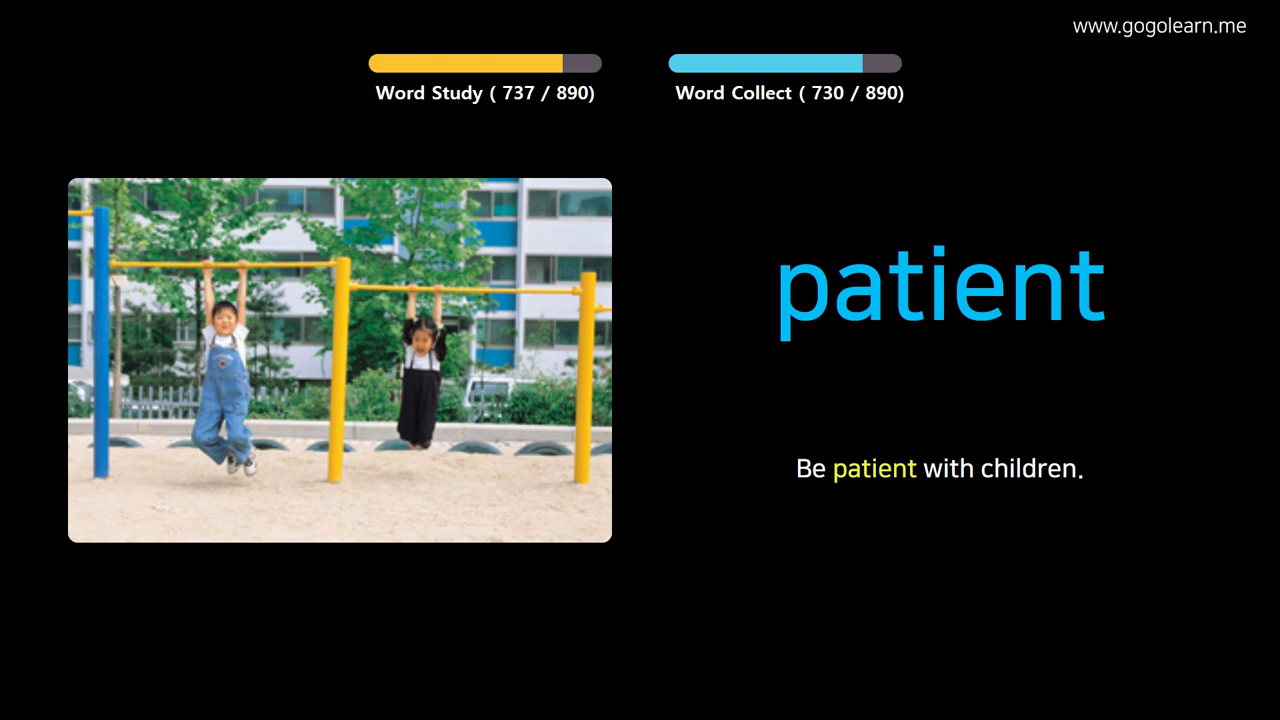 www.gogolearn.me
Word Study ( 737 / 890)
Word Collect ( 730 / 890)
patient
Be patient with children.